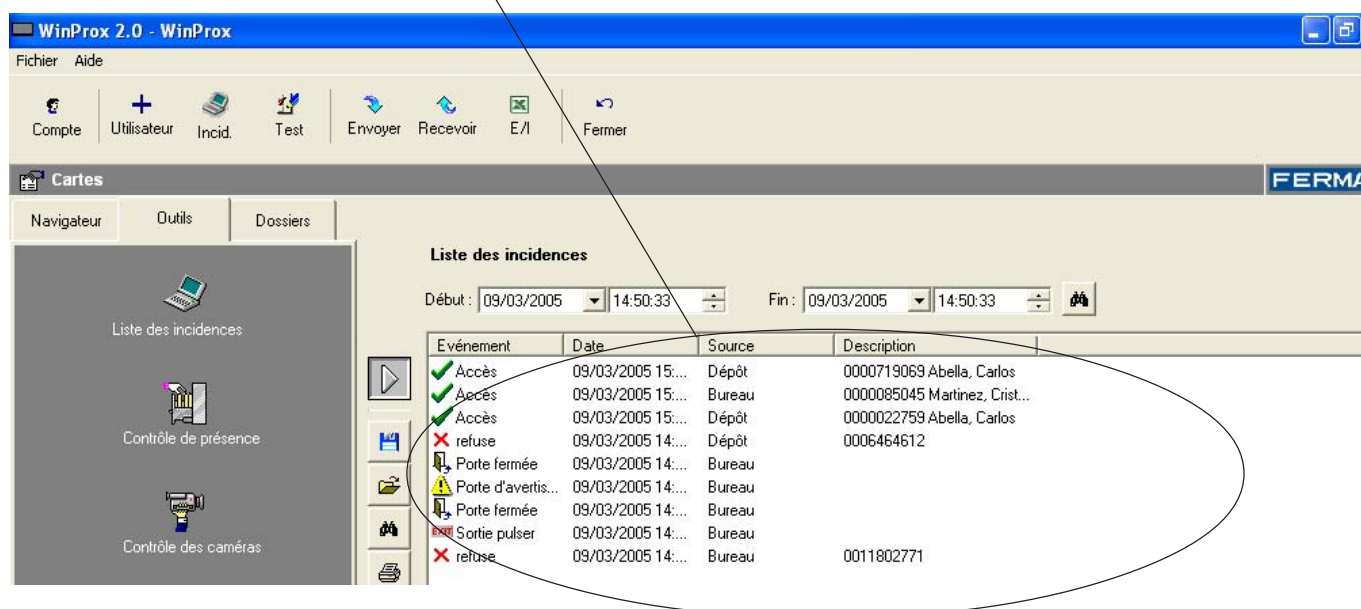 WinProx 2.0 - WinProx
Fichier Aide
Compte Utilisateur Incid. Test Envoyer Recevoir E/I Fermer
Cartes FERMA
Navigateur Outils Dossiers
Liste des incidences
Début : 09/03/2005 14:50:33 Fin : 09/03/2005 14:50:33
Liste des incidences
Evénement Date Source Description
Accès 09/03/2005 15:... Dépôt 0000719069 Abella, Carlos
Accès 09/03/2005 15:... Bureau 0000085045 Martinez, Crist...
Accès 09/03/2005 15:... Dépôt 0000022759 Abella, Carlos
Contrôle de présence
refuse 09/03/2005 14:... Dépôt 0006464612
Porte fermée 09/03/2005 14:... Bureau
Porte d'avertis... 09/03/2005 14:... Bureau
Porte fermée 09/03/2005 14:... Bureau
EXIT Sortie pulser 09/03/2005 14:... Bureau
Contrôle des caméras
refuse 09/03/2005 14:... Bureau 0011802771